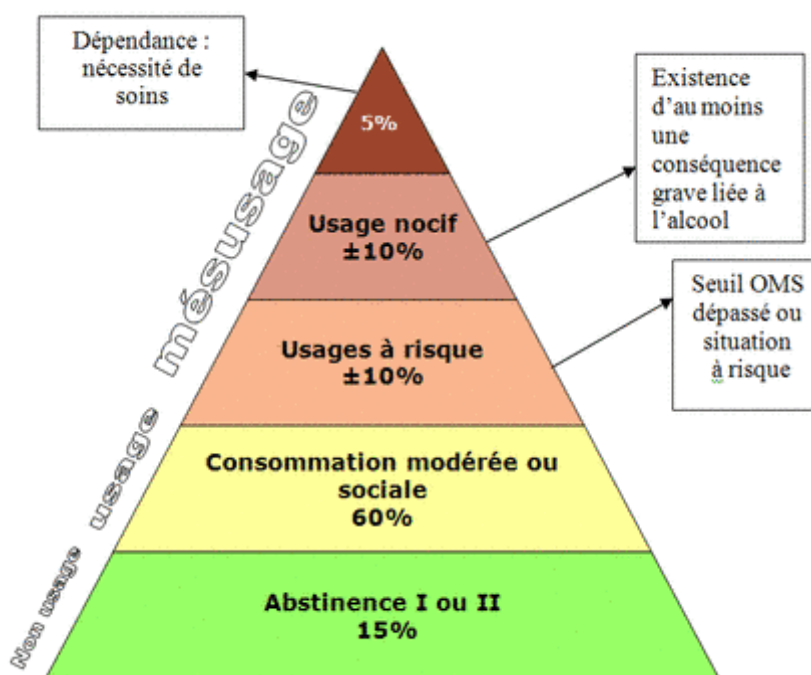 Dépendance :
nécessité de
soins
Existence
d'au moins
une
conséquence
grave liée à
l'alcool
5%
Usage nocif
±10%
Seuil OMS
dépassé ou
situation
à risque
Usages à risque
±10%
Consommation modérée ou
sociale
60%
Abstinence I ou II
15%
Non usage usage mésusage